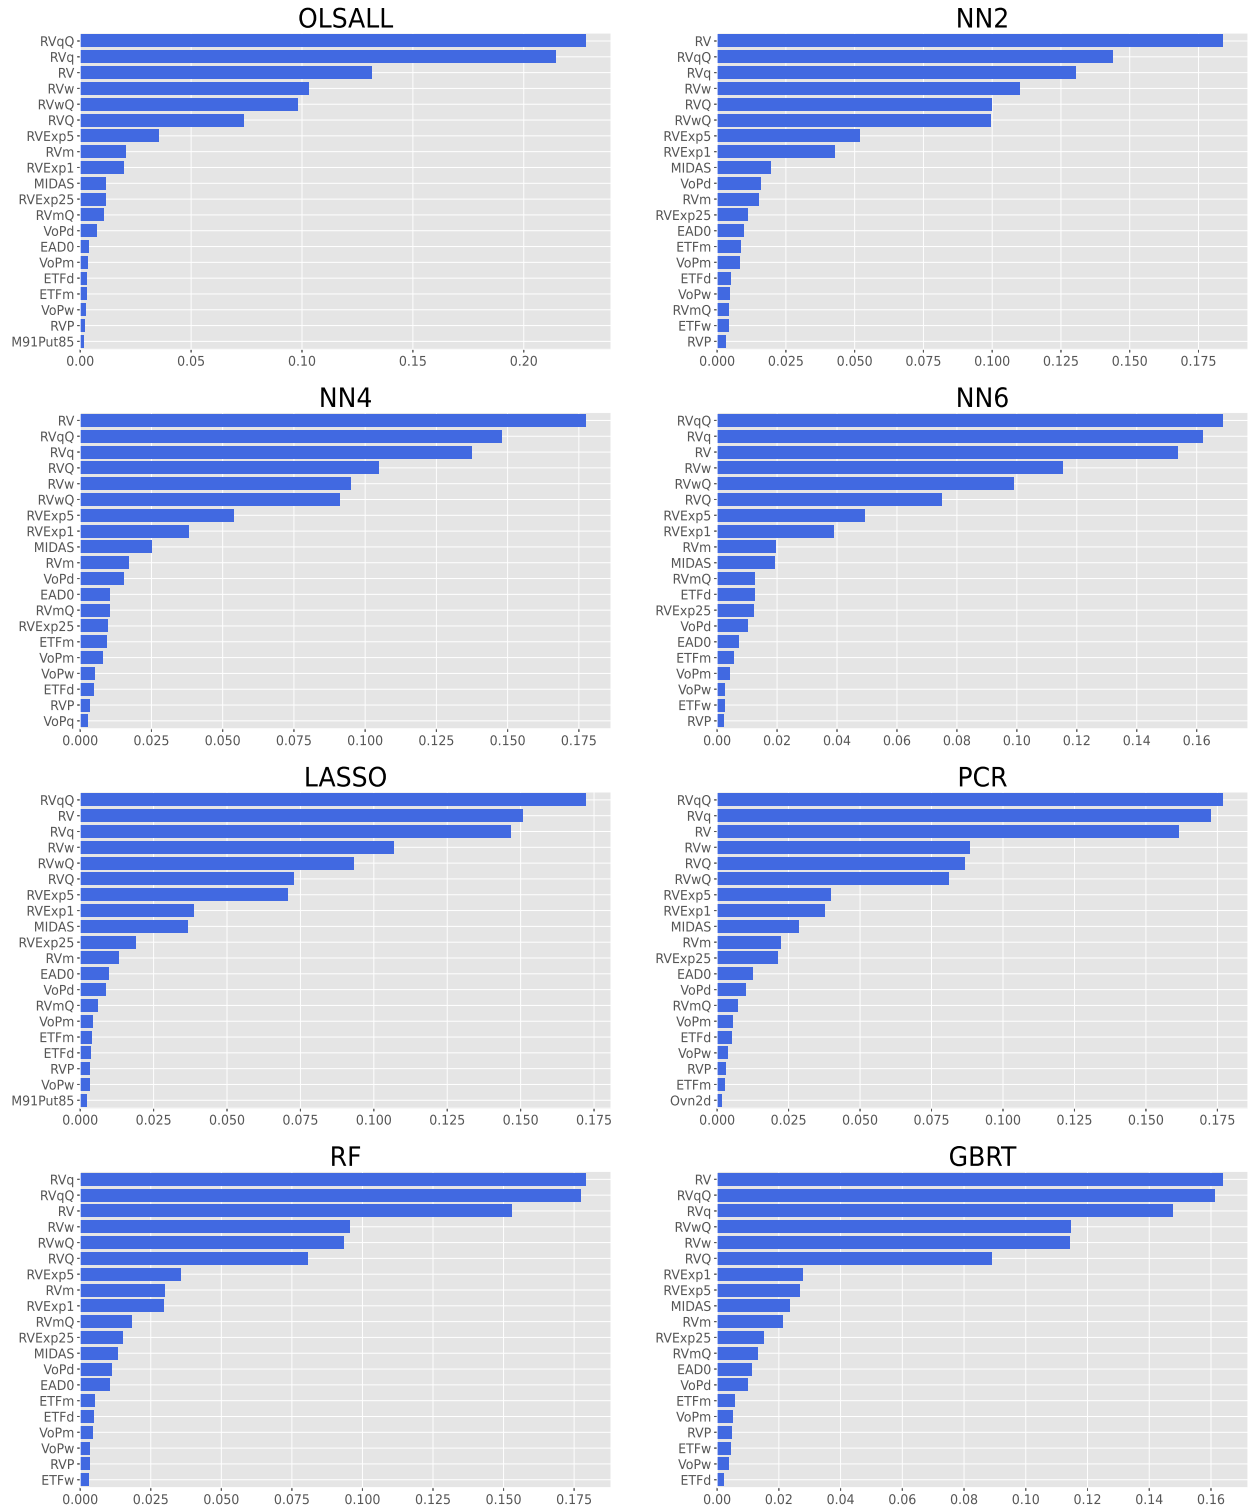 OLSALL
RVqQ
RVq
RV
RVw
RVwQ
RVQ
RVExp5
RVm
RVExp1
MIDAS
RVExp25
RVmQ
VoPd
EAD0
VoPm
ETFd
ETFm
VoPw
RVP
M91Put85
0.00 0.05 0.10 0.15 0.20
NN2
RV
RVqQ
RVq
RVw
RVQ
RVwQ
RVExp5
RVExp1
MIDAS
VoPd
RVm
RVExp25
EAD0
ETFm
VoPm
ETFd
VoPw
RVmQ
ETFw
RVP
0.000 0.025 0.050 0.075 0.100 0.125 0.150 0.175
NN4
RV
RVqQ
RVq
RVQ
RVw
RVwQ
RVExp5
RVExp1
MIDAS
RVm
VoPd
EAD0
RVmQ
RVExp25
ETFm
VoPm
VoPw
ETFd
RVP
VoPq
0.000 0.025 0.050 0.075 0.100 0.125 0.150 0.175
NN6
RVqQ
RVq
RV
RVw
RVwQ
RVQ
RVExp5
RVExp1
RVm
MIDAS
RVmQ
ETFd
RVExp25
VoPd
EAD0
ETFm
VoPm
VoPw
ETFw
RVP
0.00 0.02 0.04 0.06 0.08 0.10 0.12 0.14 0.16
LASSO
RVqQ
RV
RVq
RVw
RVwQ
RVQ
RVExp5
RVExp1
MIDAS
RVExp25
RVm
EAD0
VoPd
RVmQ
VoPm
ETFm
ETFd
RVP
VoPw
M91Put85
0.000 0.025 0.050 0.075 0.100 0.125 0.150 0.175
PCR
RVqQ
RVq
RV
RVw
RVQ
RVwQ
RVExp5
RVExp1
MIDAS
RVm
RVExp25
EAD0
VoPd
RVmQ
VoPm
ETFd
VoPw
RVP
ETFm
Ovn2d
0.000 0.025 0.050 0.075 0.100 0.125 0.150 0.175
RF
RVq
RVqQ
RV
RVw
RVwQ
RVQ
RVExp5
RVm
RVExp1
RVmQ
RVExp25
MIDAS
VoPd
EAD0
ETFm
ETFd
VoPm
VoPw
RVP
ETFw
0.000 0.025 0.050 0.075 0.100 0.125 0.150 0.175
GBRT
RV
RVqQ
RVq
RVwQ
RVw
RVQ
RVExp1
RVExp5
MIDAS
RVm
RVExp25
RVmQ
EAD0
VoPd
ETFm
VoPm
RVP
ETFw
VoPw
ETFd
0.00 0.02 0.04 0.06 0.08 0.10 0.12 0.14 0.16